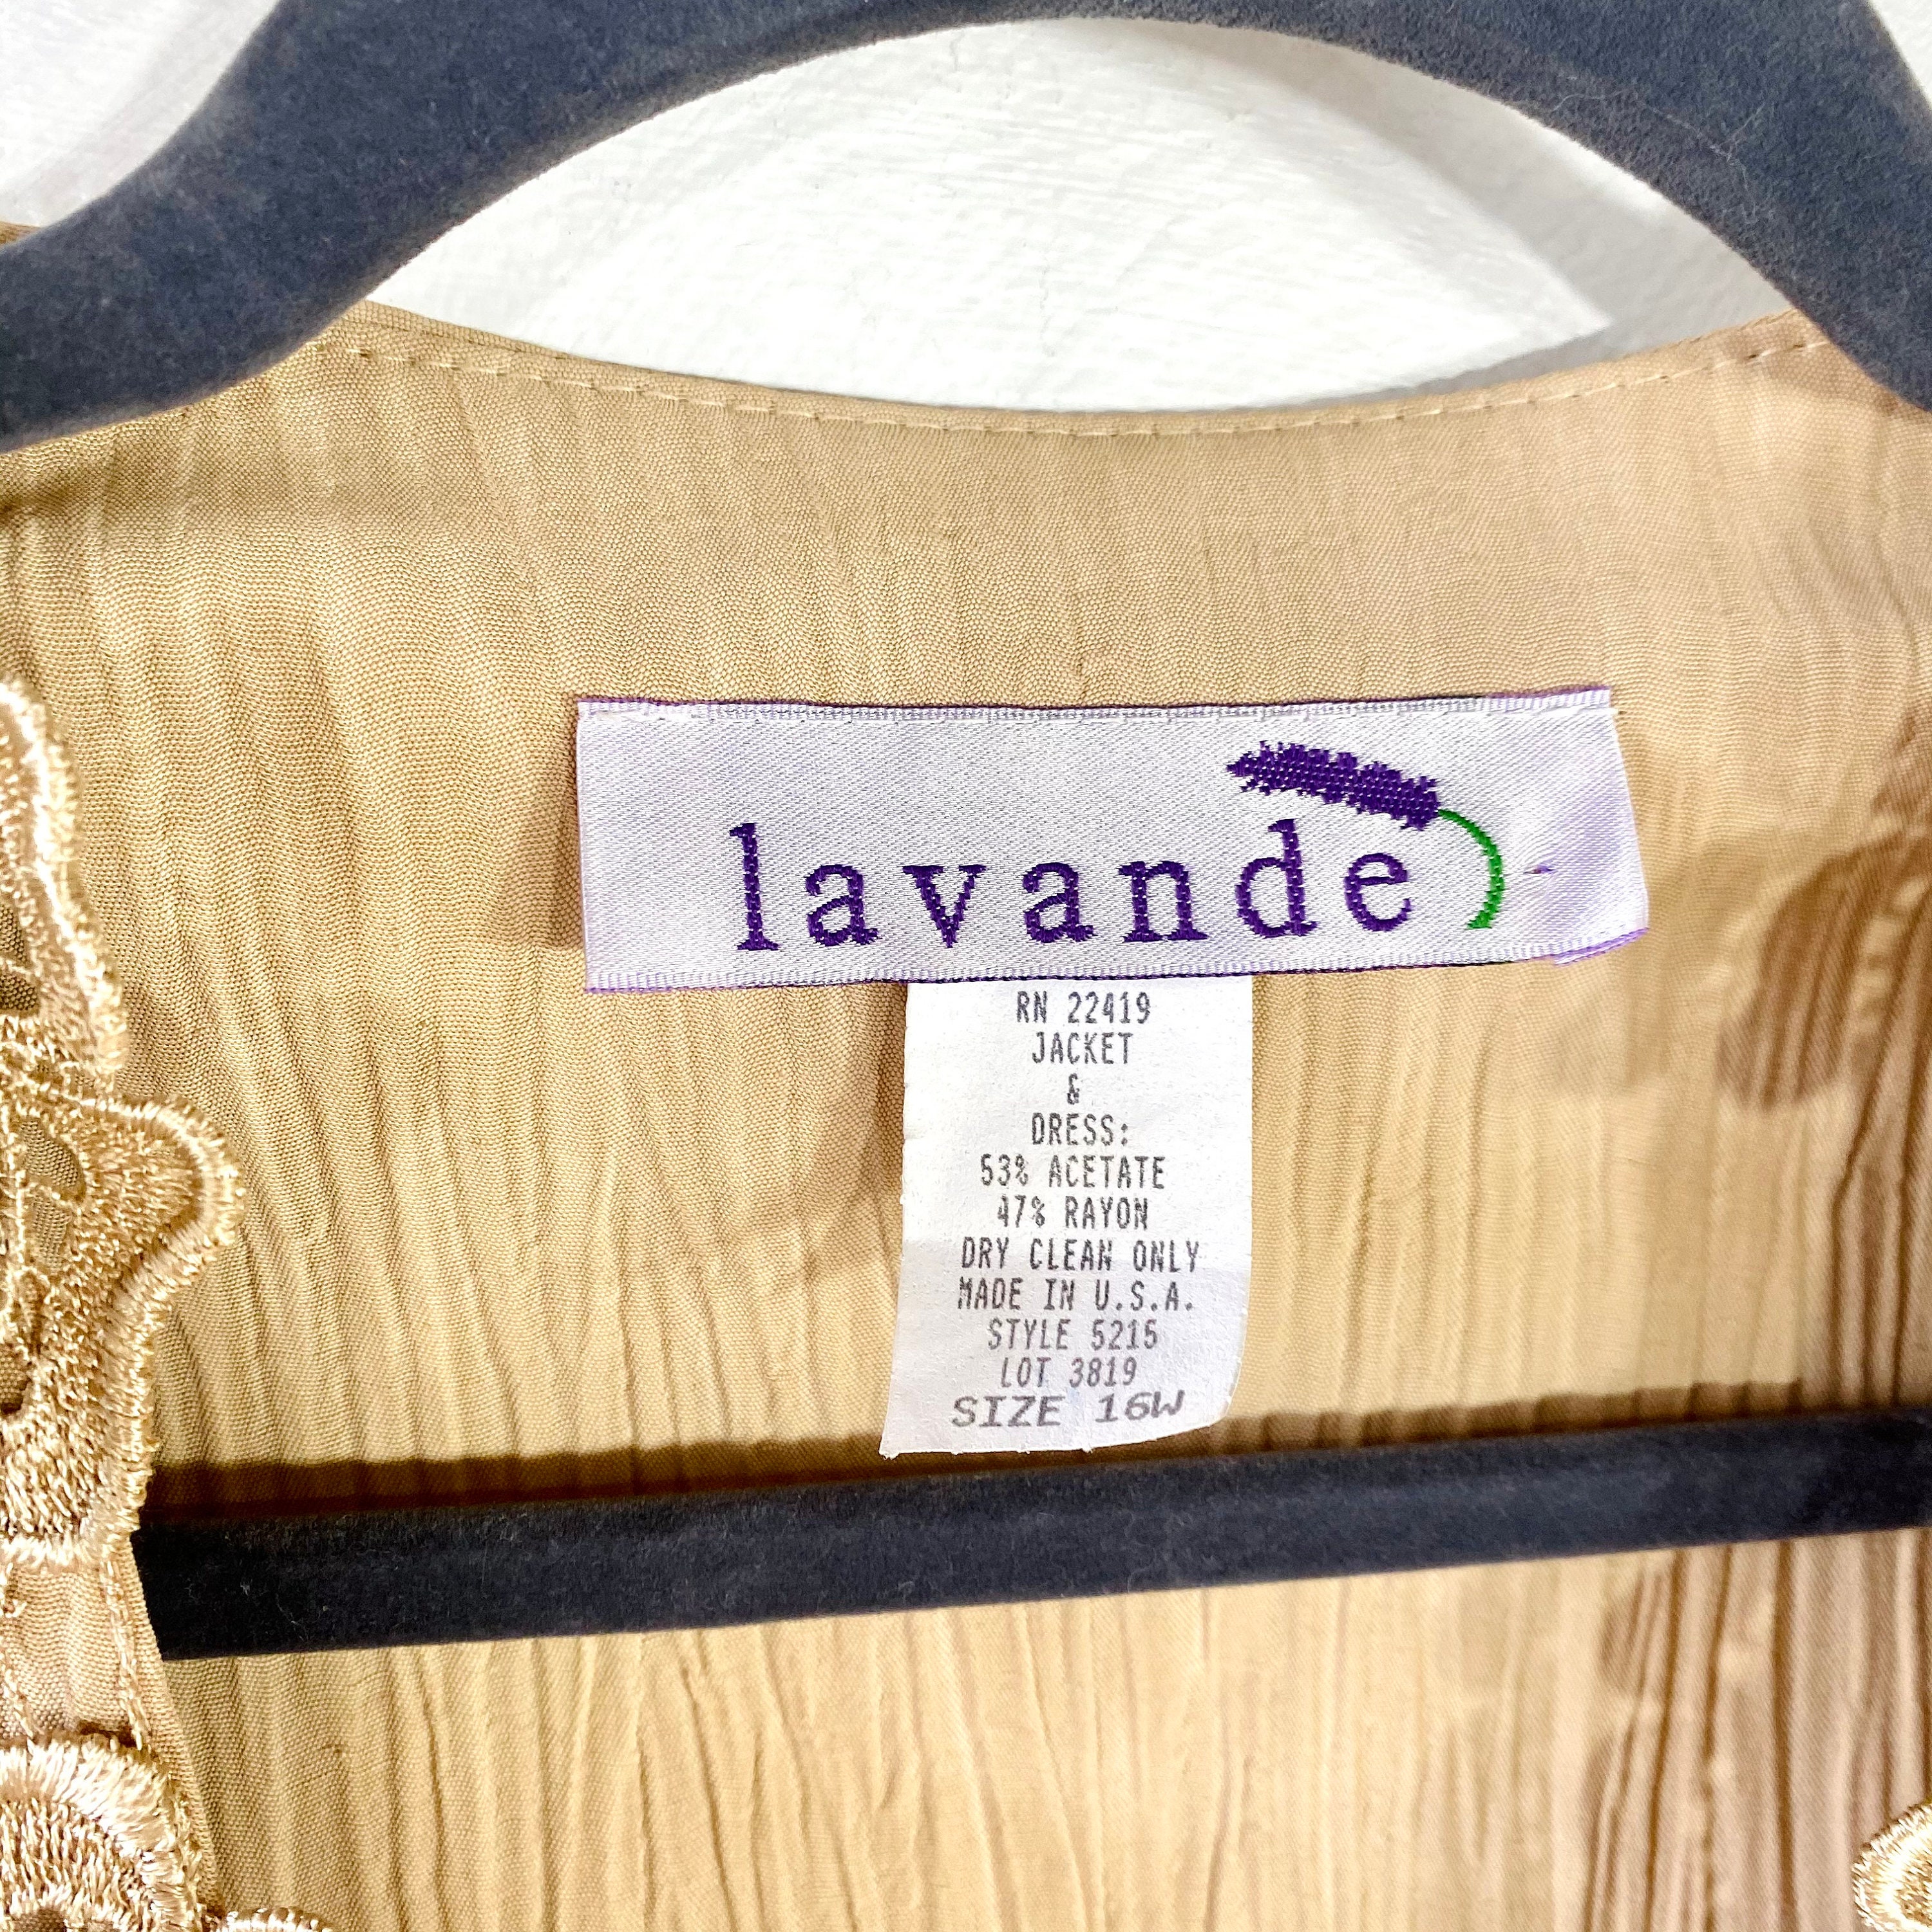 lavande
RN 22419
JACKET
&
DRESS:
53% ACETATE
47% RAYON
DRY CLEAN ONLY
MADE IN U.S.A.
STYLE 5215
LOT 3819
SIZE 16W